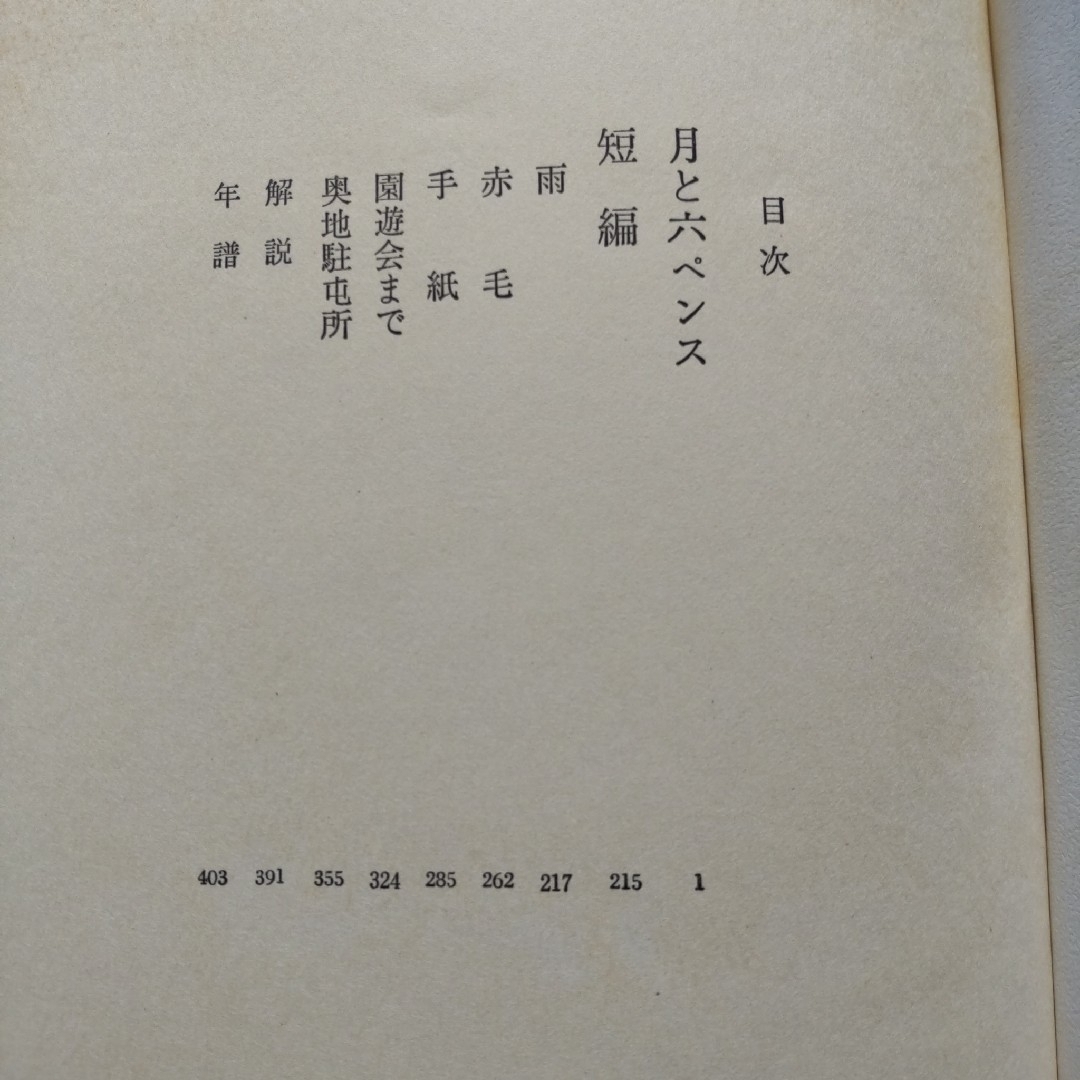 目次
月と六ペンス 1
短編 215
雨 217
赤毛 262
手紙 285
園遊会まで 324
奥地駐屯所 355
解説 391
年譜 403